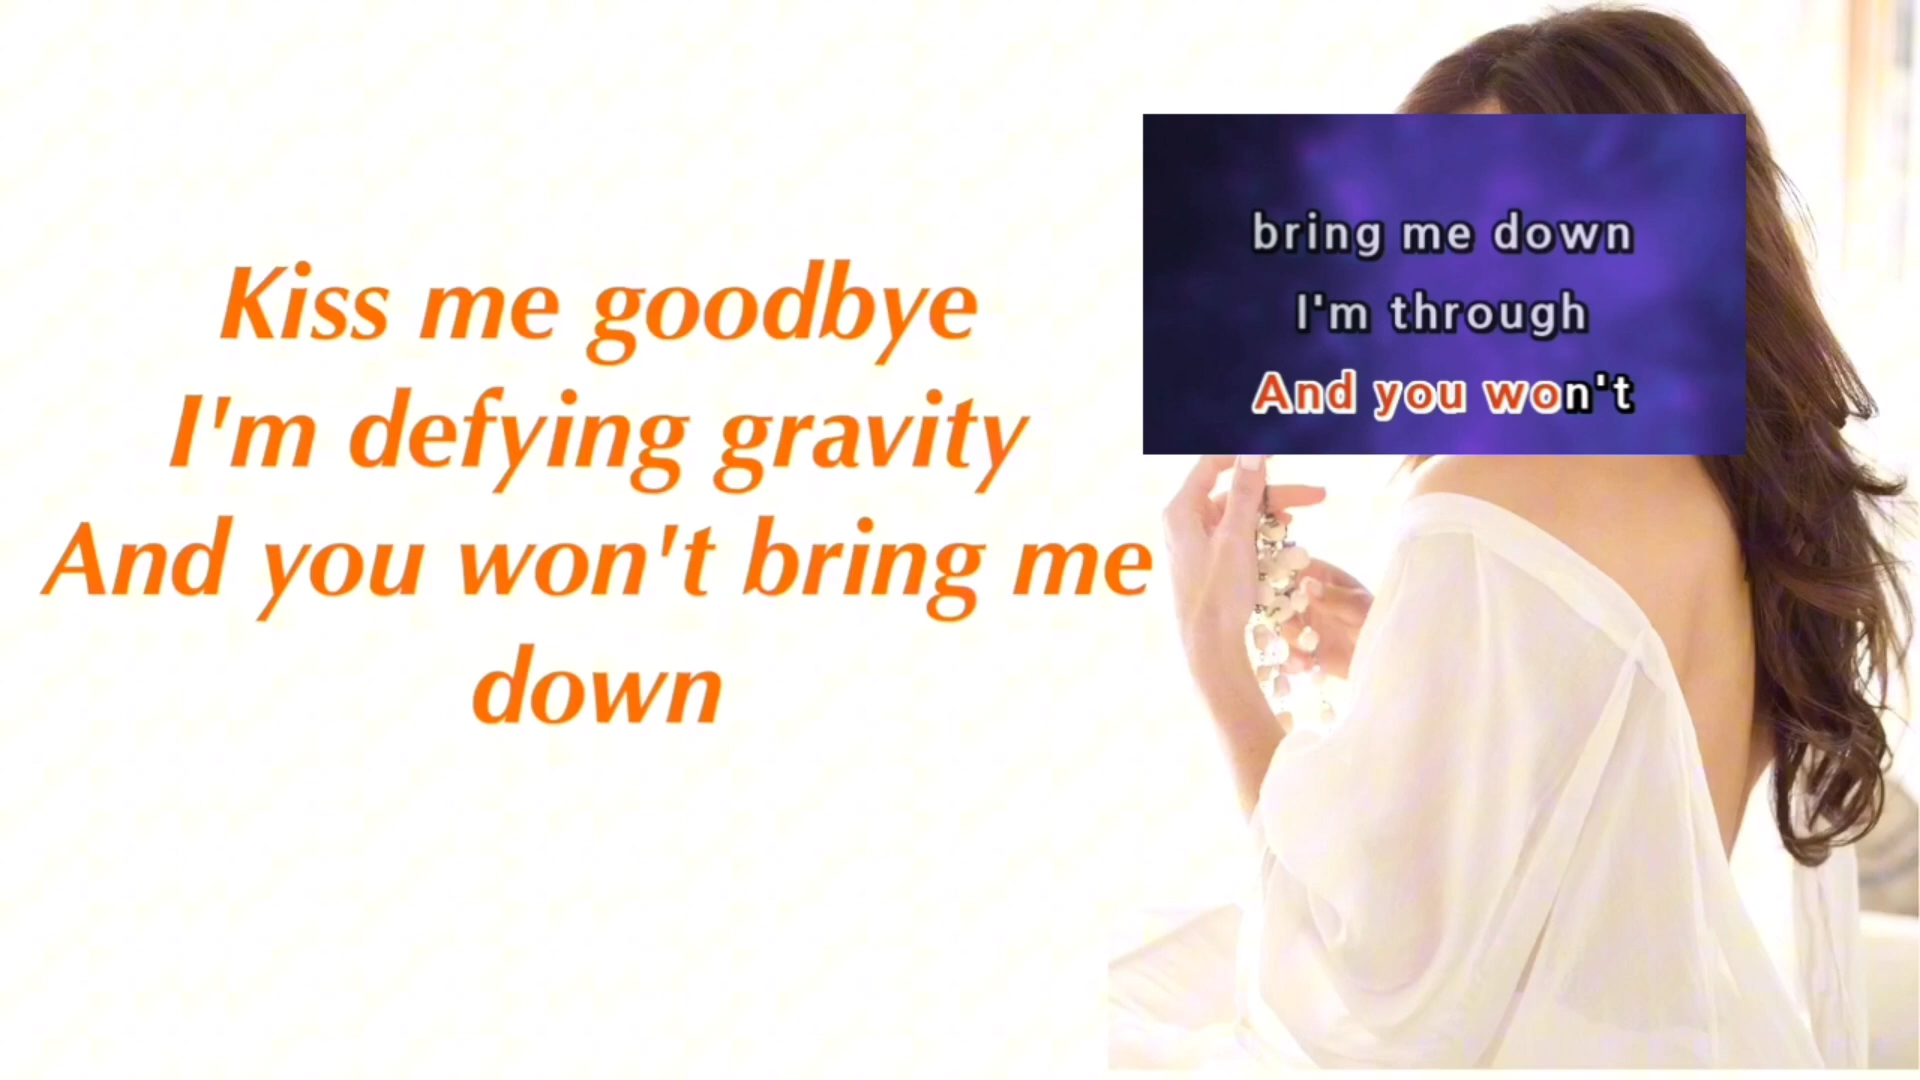 Kiss me goodbye
I'm defying gravity
And you won't bring me
down
bring me down
I'm through
And you won't